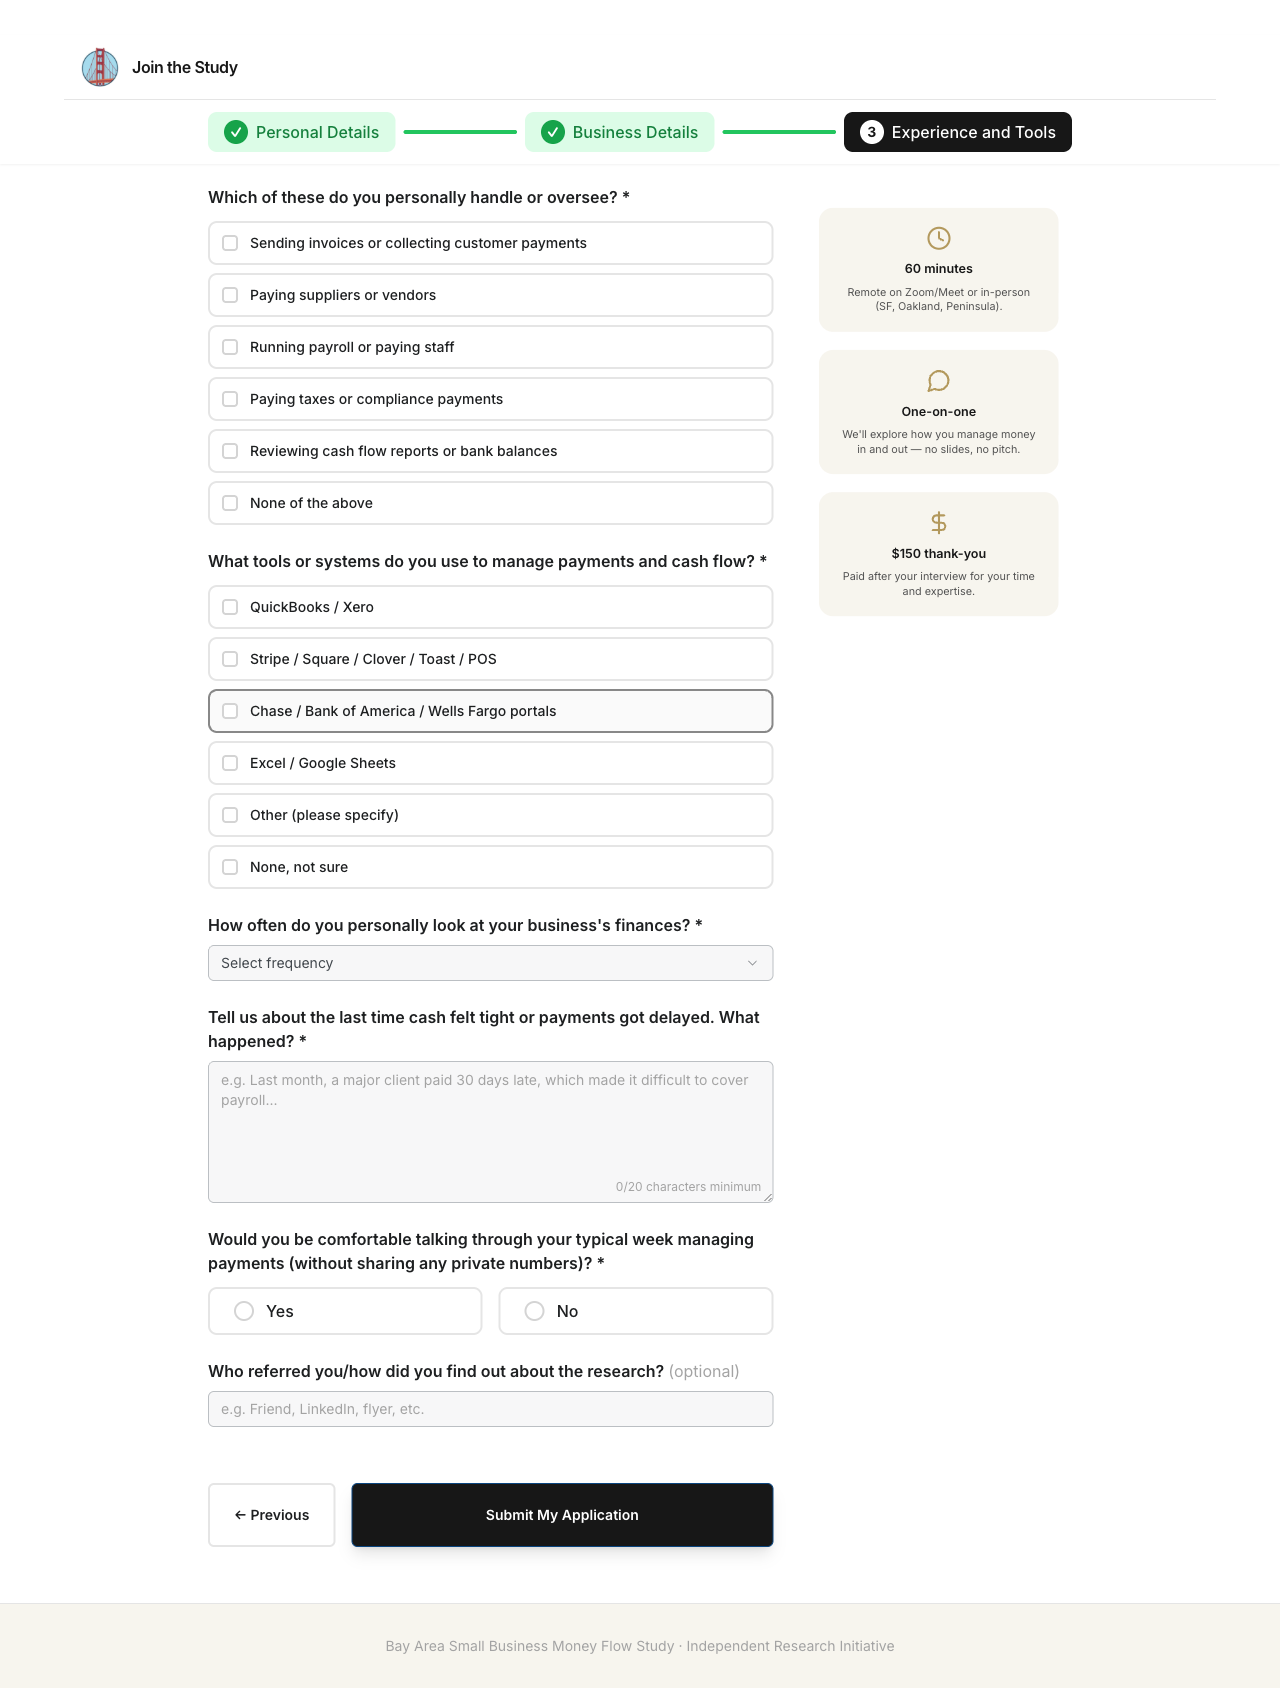 Join the Study
Personal Details
Business Details
3 Experience and Tools
Which of these do you personally handle or oversee? *
Sending invoices or collecting customer payments
Paying suppliers or vendors
Running payroll or paying staff
Paying taxes or compliance payments
Reviewing cash flow reports or bank balances
None of the above
What tools or systems do you use to manage payments and cash flow? *
QuickBooks / Xero
Stripe / Square / Clover / Toast / POS
Chase / Bank of America / Wells Fargo portals
Excel / Google Sheets
Other (please specify)
None, not sure
How often do you personally look at your business's finances? *
Select frequency
Tell us about the last time cash felt tight or payments got delayed. What
happened? *
e.g. Last month, a major client paid 30 days late, which made it difficult to cover
payroll...
0/20 characters minimum
Would you be comfortable talking through your typical week managing
payments (without sharing any private numbers)? *
Yes
No
Who referred you/how did you find out about the research? (optional)
e.g. Friend, LinkedIn, flyer, etc.
← Previous
Submit My Application
60 minutes
Remote on Zoom/Meet or in-person
(SF, Oakland, Peninsula).
One-on-one
We'll explore how you manage money
in and out — no slides, no pitch.
$150 thank-you
Paid after your interview for your time
and expertise.
Bay Area Small Business Money Flow Study · Independent Research Initiative